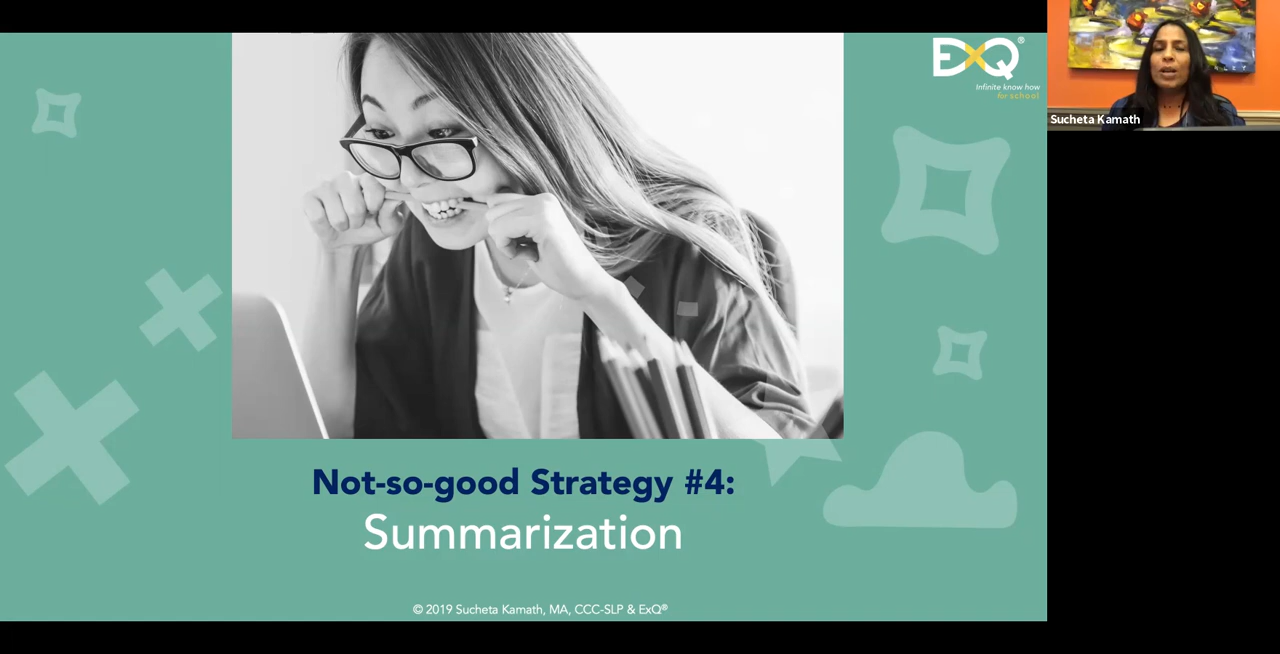 EXQ®
Infinite know how
for school
Sucheta Kamath
Not-so-good Strategy #4:
Summarization
© 2019 Sucheta Kamath, MA, CCC-SLP & ExQ®